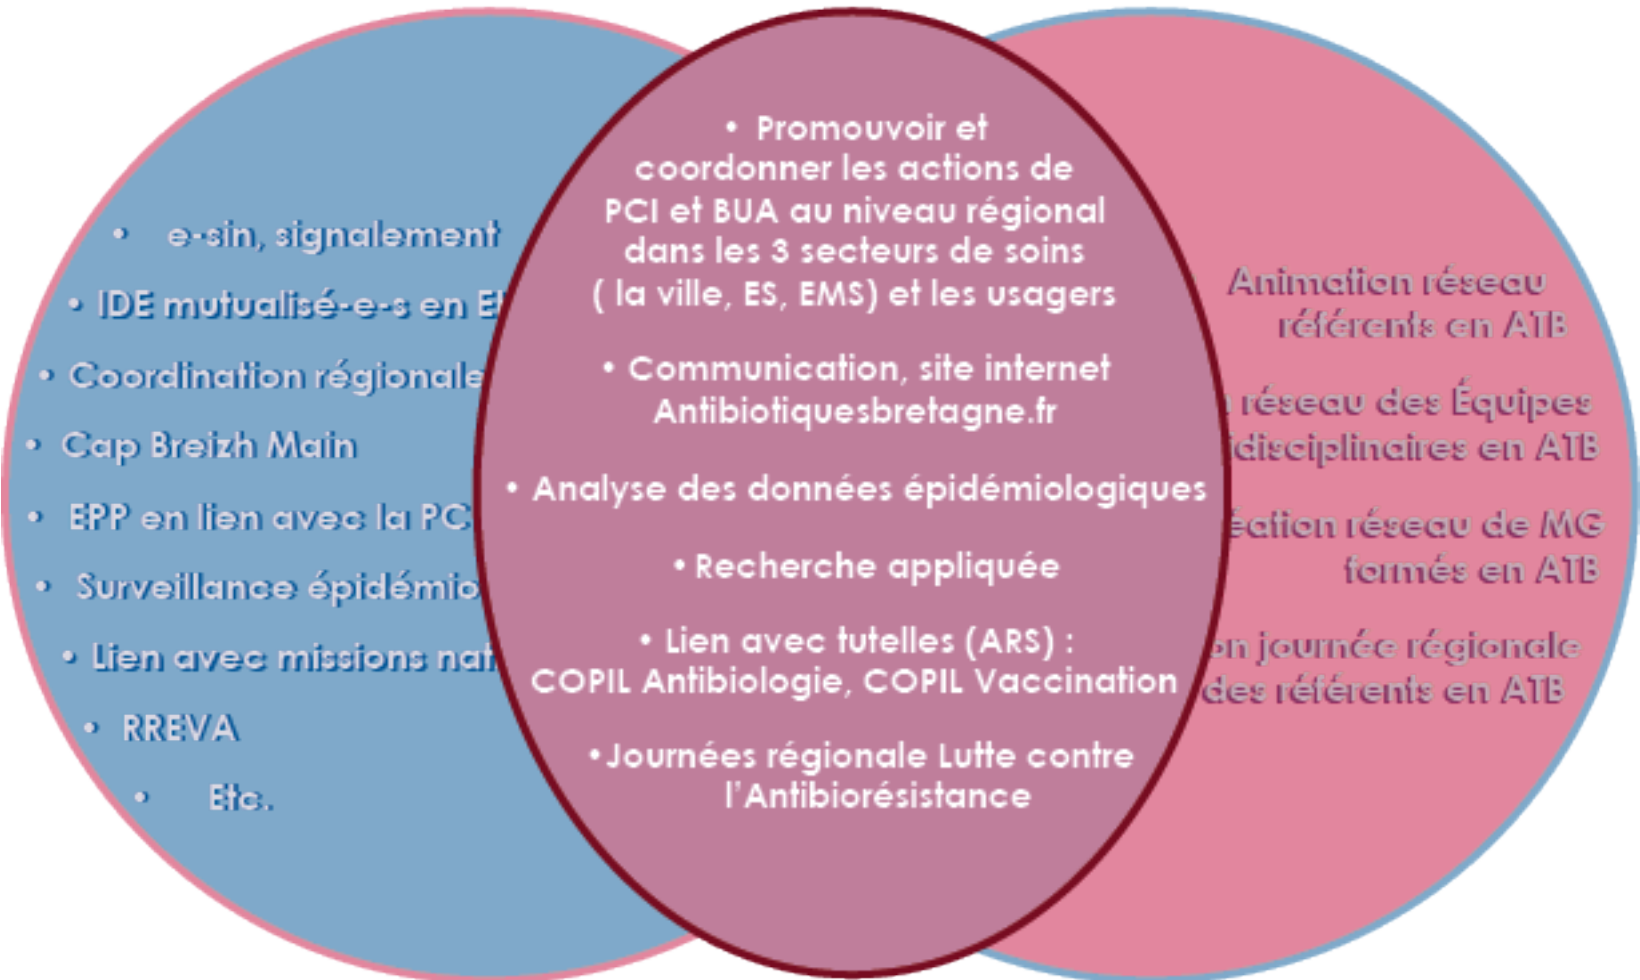 • e-sin, signalement
• IDE mutualisé-e-s en
• Coordination régionale
• Cap Breizh Main
• EPP en lien avec la
• Surveillance
• Lien avec missions
• RREVA
• Etc.
• Promouvoir et
coordonner les actions de
PCI et BUA au niveau régional
dans les 3 secteurs de soins
( la ville, ES, EMS) et les usagers
• Communication, site internet
Antibiotiquesbretagne.fr
• Analyse des données épidémiologiques
• Recherche appliquée
• Lien avec tutelles (ARS) :
COPIL Antibiologie, COPIL Vaccination
•Journées régionale Lutte contre
l'Antibiorésistance
Animation réseau
référents en ATB
réseau des Équipes
en ATB
réseau de MG
formés en ATB
journée régionale
des référents en ATB